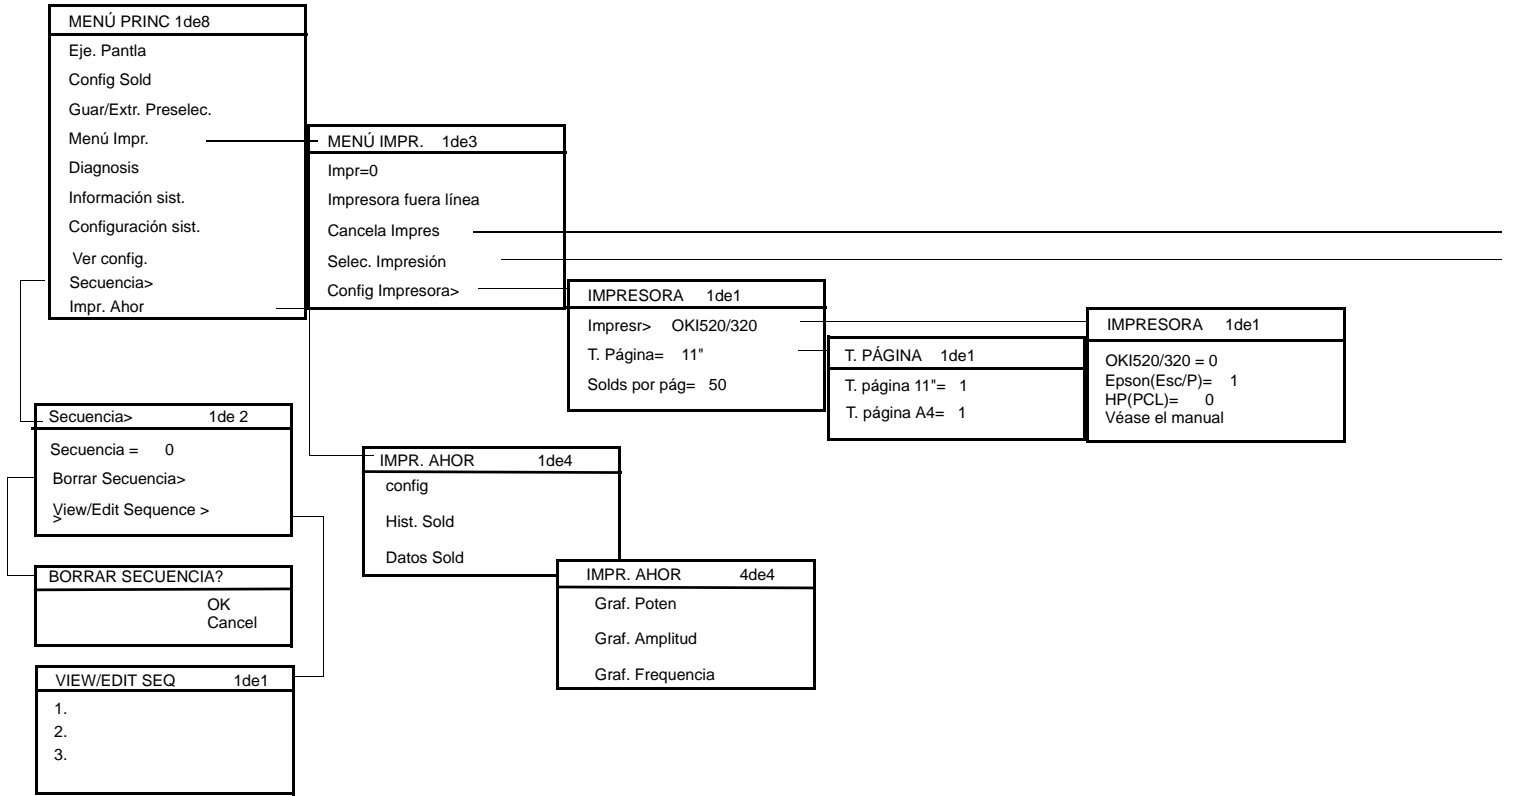 MENÚ PRINC 1de8
Eje. Pantla
Config Sold
Guar/Extr. Preselec.
Menú Impr.
Diagnosis
Información sist.
Configuración sist.
Ver config.
Secuencia>
Impr. Ahor
MENÚ IMPR. 1de3
Impr=0
Impresora fuera línea
Cancela Impres
Selec. Impresión
Config Impresora>
IMPRESORA 1de1
Impresr> OKI520/320
T. Página= 11"
Solds por pág= 50
T. PÁGINA 1de1
T. página 11"= 1
T. página A4= 1
IMPRESORA 1de1
OKI520/320 = 0
Epson(Esc/P)= 1
HP(PCL)= 0
Véase el manual
Secuencia> 1de 2
Secuencia = 0
Borrar Secuencia>
View/Edit Sequence >
>
BORRAR SECUENCIA?
OK
Cancel
VIEW/EDIT SEQ 1de1
1.
2.
3.
IMPR. AHOR 1de4
config
Hist. Sold
Datos Sold
IMPR. AHOR 4de4
Graf. Poten
Graf. Amplitud
Graf. Frequencia